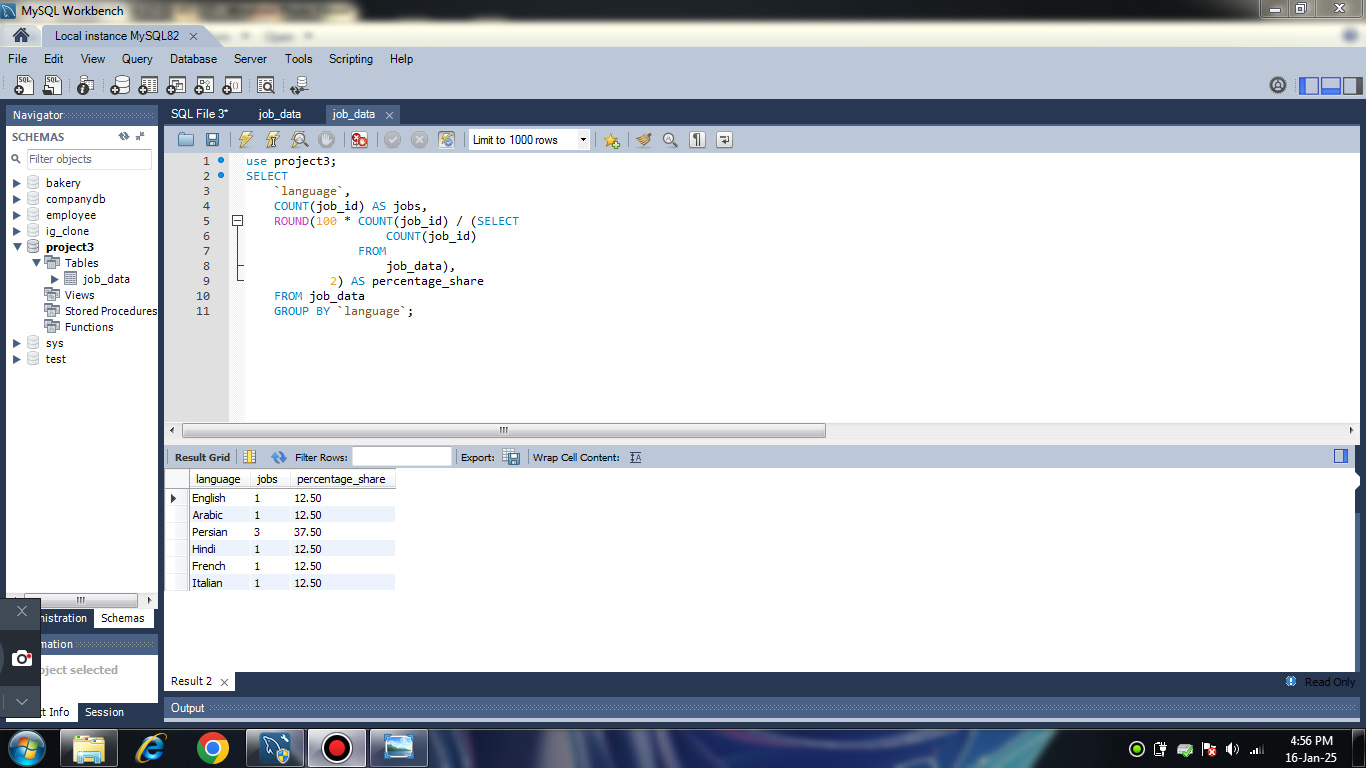 MySQL Workbench
Local instance MySQL82
File Edit View Query Database Server Tools Scripting Help
Navigator
SCHEMAS
Filter objects
bakery
companydb
employee
ig_clone
project3
Tables
job_data
Views
Stored Procedures
Functions
sys
test
Schemas
Session
SQL File 3* job_data job_data
Limit to 1000 rows
1 use project3;
2 SELECT
3 `language`,
4 COUNT(job_id) AS jobs,
5 ROUND(100 * COUNT(job_id) / (SELECT
6 COUNT(job_id)
7 FROM
8 job_data),
9 2) AS percentage_share
10 FROM job_data
11 GROUP BY `language`;
Result Grid Filter Rows: Export: Wrap Cell Content:
language jobs percentage_share
English 1 12.50
Arabic 1 12.50
Persian 3 37.50
Hindi 1 12.50
French 1 12.50
Italian 1 12.50
Result 2
Read Only
Output
4:56 PM
16-Jan-25